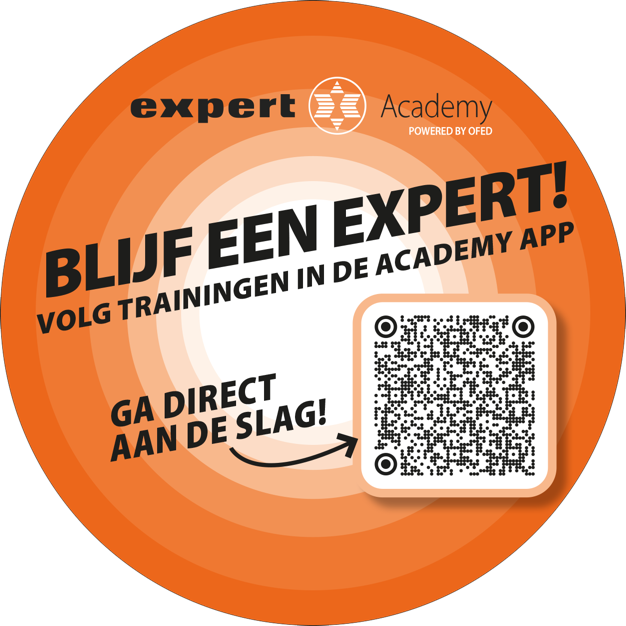 expert Academy
POWERED BY OFED
BLIJF EEN EXPERT!
VOLG TRAININGEN IN DE ACADEMY APP
GA DIRECT
AAN DE SLAG!